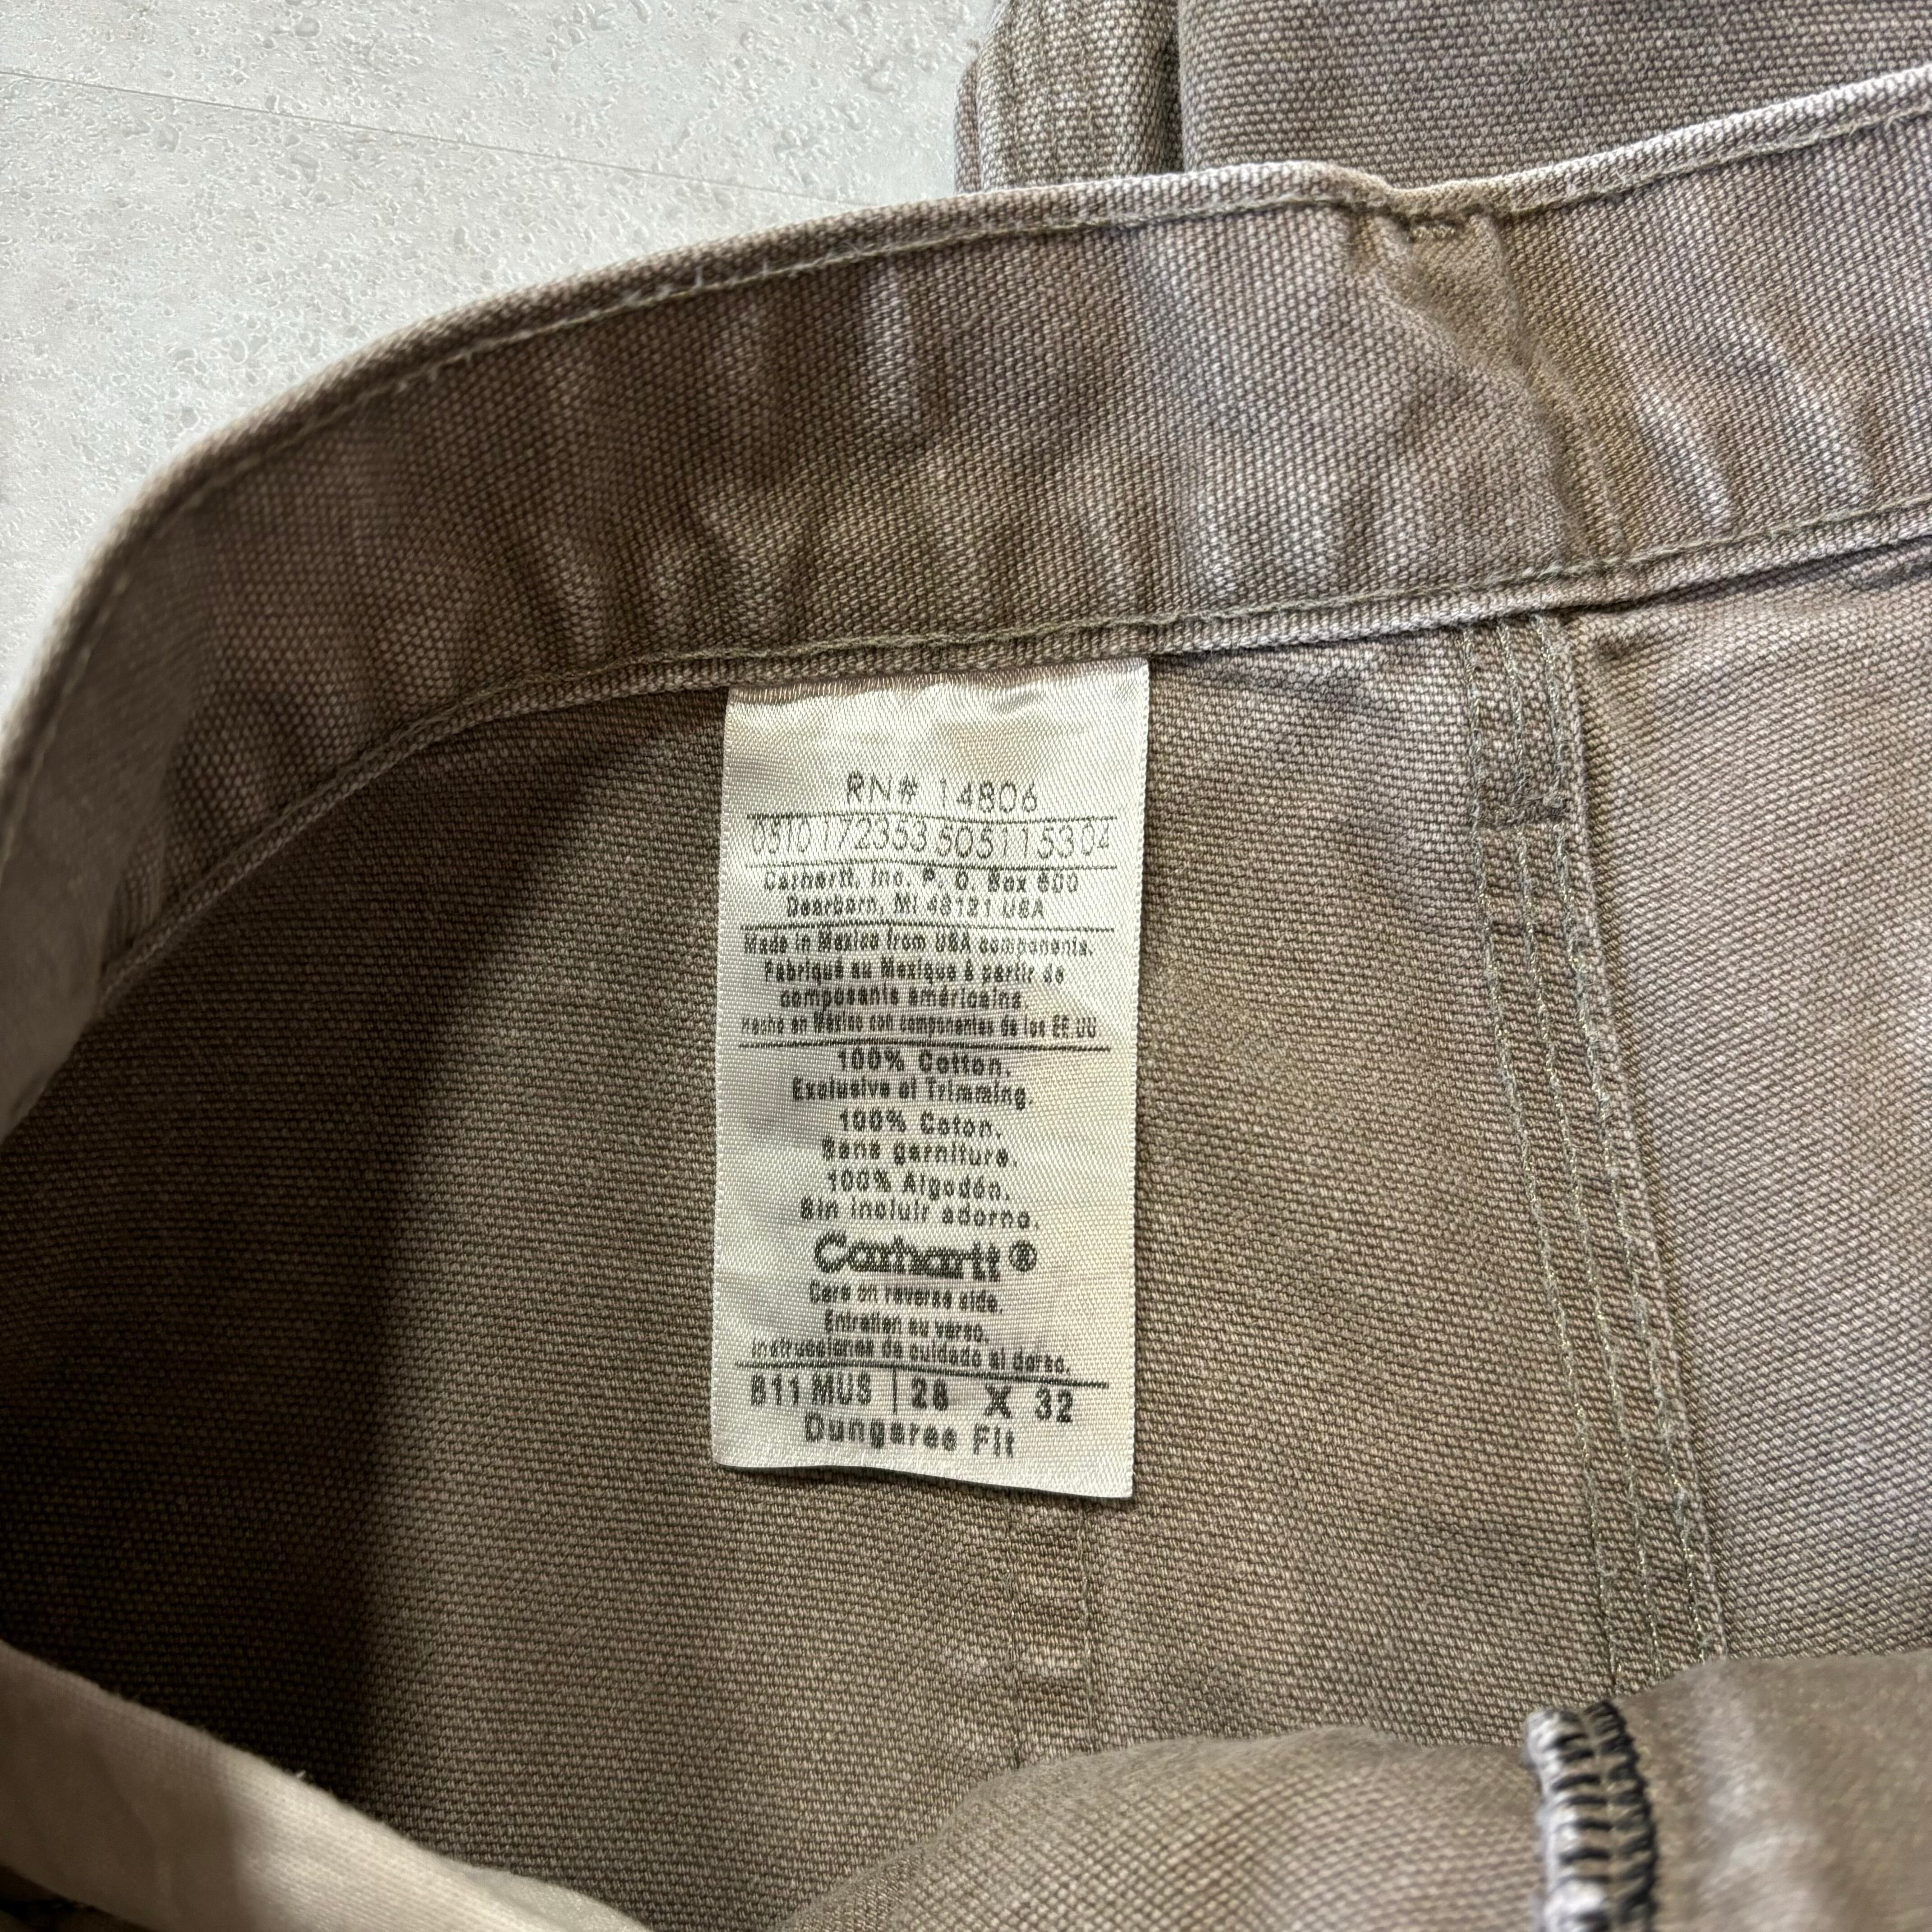 RN# 14806
0510172353 5051153 04
Carhartt, Inc. P. O. Box 600
Dearborn, MI 48121 USA
Made in Mexico from USA components.
Fabriqué au Mexique à partir de
composants américains.
Hecho en México con componentes de los EE UU
100% Cotton.
Exclusive of Trimming.
100% Coton.
Sans garniture.
100% Algodón.
Sin incluir adorno.
Carhartt®
Care on reverse side.
Entretien au verso.
Instrucciones de cuidado al dorso.
B11 MUS | 28 X 32
Dungaree Fit